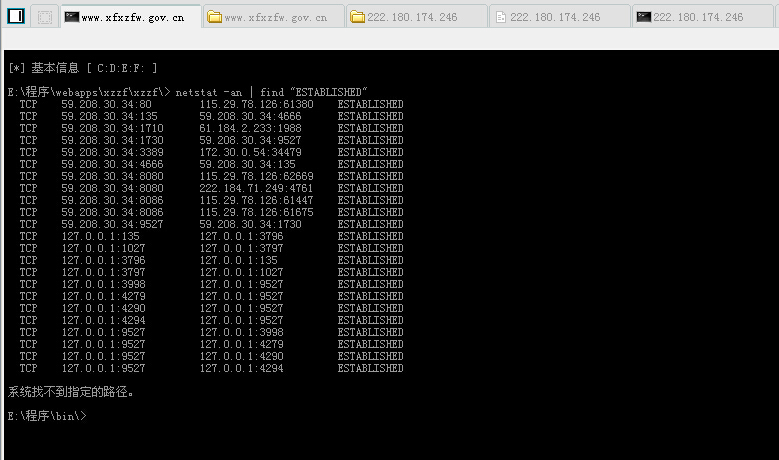 www.xfxzfw.gov.cn www.xfxzfw.gov.cn 222.180.174.246 222.180.174.246 222.180.174.246
[*] 基本信息 [ C:D:E:F: ]
E:\程序\webapps\xzzf\xzzf\> netstat -an | find "ESTABLISHED"
TCP 59.208.30.34:80 115.29.78.126:61380 ESTABLISHED
TCP 59.208.30.34:135 59.208.30.34:4666 ESTABLISHED
TCP 59.208.30.34:1710 61.184.2.233:1988 ESTABLISHED
TCP 59.208.30.34:1730 59.208.30.34:9527 ESTABLISHED
TCP 59.208.30.34:3389 172.30.0.54:34479 ESTABLISHED
TCP 59.208.30.34:4666 59.208.30.34:135 ESTABLISHED
TCP 59.208.30.34:8080 115.29.78.126:62669 ESTABLISHED
TCP 59.208.30.34:8080 222.184.71.249:4761 ESTABLISHED
TCP 59.208.30.34:8086 115.29.78.126:61447 ESTABLISHED
TCP 59.208.30.34:8086 115.29.78.126:61675 ESTABLISHED
TCP 59.208.30.34:9527 59.208.30.34:1730 ESTABLISHED
TCP 127.0.0.1:135 127.0.0.1:3796 ESTABLISHED
TCP 127.0.0.1:1027 127.0.0.1:3797 ESTABLISHED
TCP 127.0.0.1:3796 127.0.0.1:135 ESTABLISHED
TCP 127.0.0.1:3797 127.0.0.1:1027 ESTABLISHED
TCP 127.0.0.1:3998 127.0.0.1:9527 ESTABLISHED
TCP 127.0.0.1:4279 127.0.0.1:9527 ESTABLISHED
TCP 127.0.0.1:4290 127.0.0.1:9527 ESTABLISHED
TCP 127.0.0.1:4294 127.0.0.1:9527 ESTABLISHED
TCP 127.0.0.1:9527 127.0.0.1:3998 ESTABLISHED
TCP 127.0.0.1:9527 127.0.0.1:4279 ESTABLISHED
TCP 127.0.0.1:9527 127.0.0.1:4290 ESTABLISHED
TCP 127.0.0.1:9527 127.0.0.1:4294 ESTABLISHED
系统找不到指定的路径。
E:\程序\bin\>